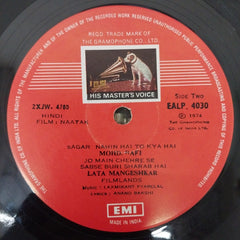 REGD. TRADE MARK OF
THE GRAMOPHONE CO. LTD.
HIS MASTER'S VOICE
2XJW. 4703
Side Two
EALP. 4030
HINDI
FILM: NAATAK
℗ 1974
SAGAR NAHIN HAI TO KYA HAI
MOHD. RAFI
JO MAIN CHEHRE SE
SABSE BURI SHARAB HAI
LATA MANGESHKAR
FILMLANDS
Music : LAXMIKANT PYARELAL
Lyrics : ANAND BAKSHI
EMI
MADE IN INDIA